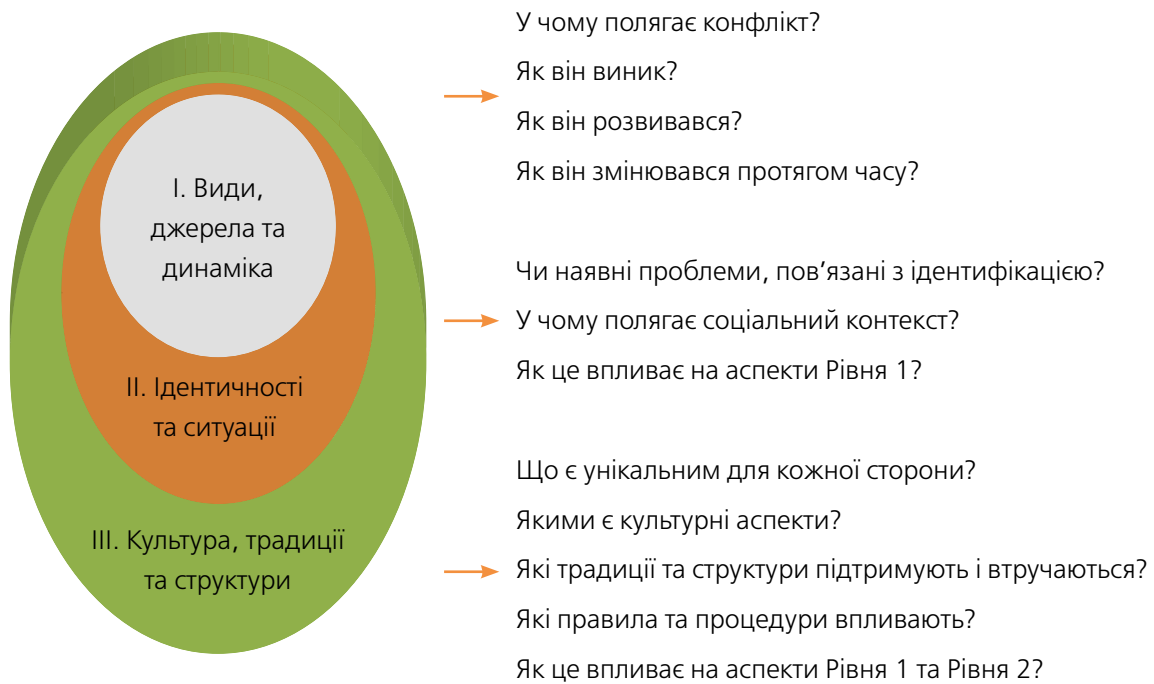 У чому полягає конфлікт?
Як він виник?
Як він розвивався?
Як він змінювався протягом часу?
I. Види,
джерела та
динаміка
Чи наявні проблеми, пов’язані з ідентифікацією?
У чому полягає соціальний контекст?
Як це впливає на аспекти Рівня 1?
II. Ідентичності
та ситуації
Що є унікальним для кожної сторони?
Якими є культурні аспекти?
Які традиції та структури підтримують і втручаються?
Які правила та процедури впливають?
Як це впливає на аспекти Рівня 1 та Рівня 2?
III. Культура, традиції
та структури